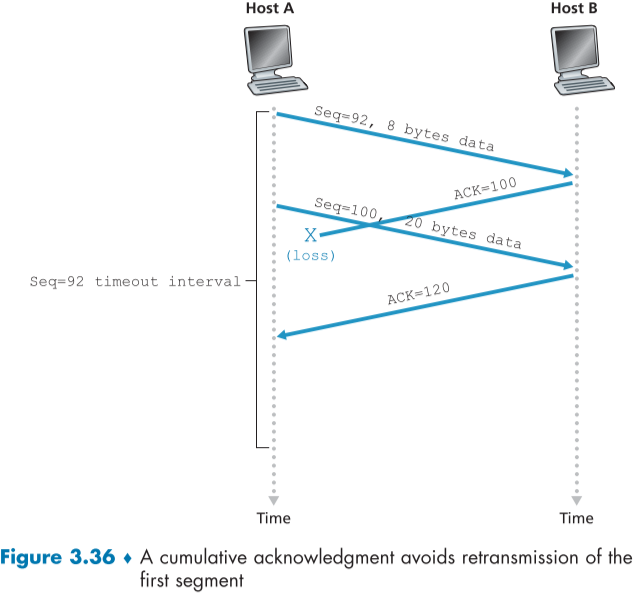 Host A
Host B
Seq=92, 8 bytes data
ACK=100
Seq=100, 20 bytes data
X
(loss)
Seq=92 timeout interval
ACK=120
Time
Time
Figure 3.36 ♦ A cumulative acknowledgment avoids retransmission of the
first segment